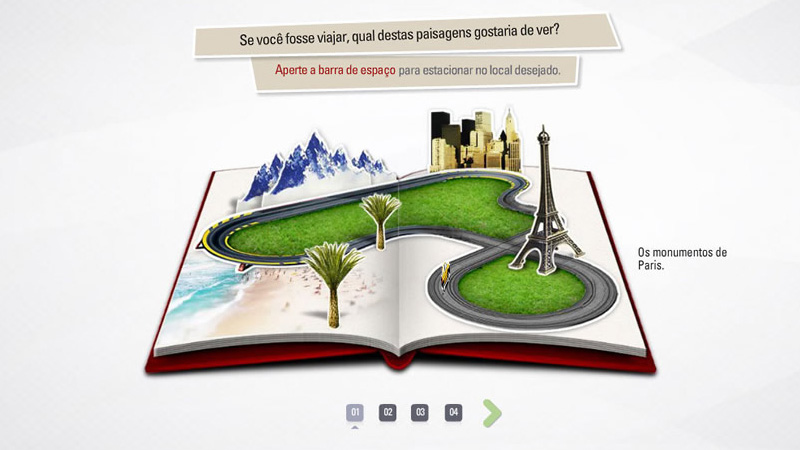 Se você fosse viajar, qual destas paisagens gostaria de ver?
Aperte a barra de espaço para estacionar no local desejado.
Os monumentos de
Paris.
01 02 03 04